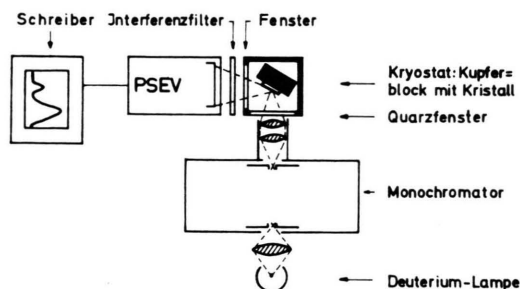 Schreiber Jnterferenzfilter Fenster
PSEV
Kryostat: Kupfer=
block mit Kristall
Quarzfenster
Monochromator
Deuterium-Lampe